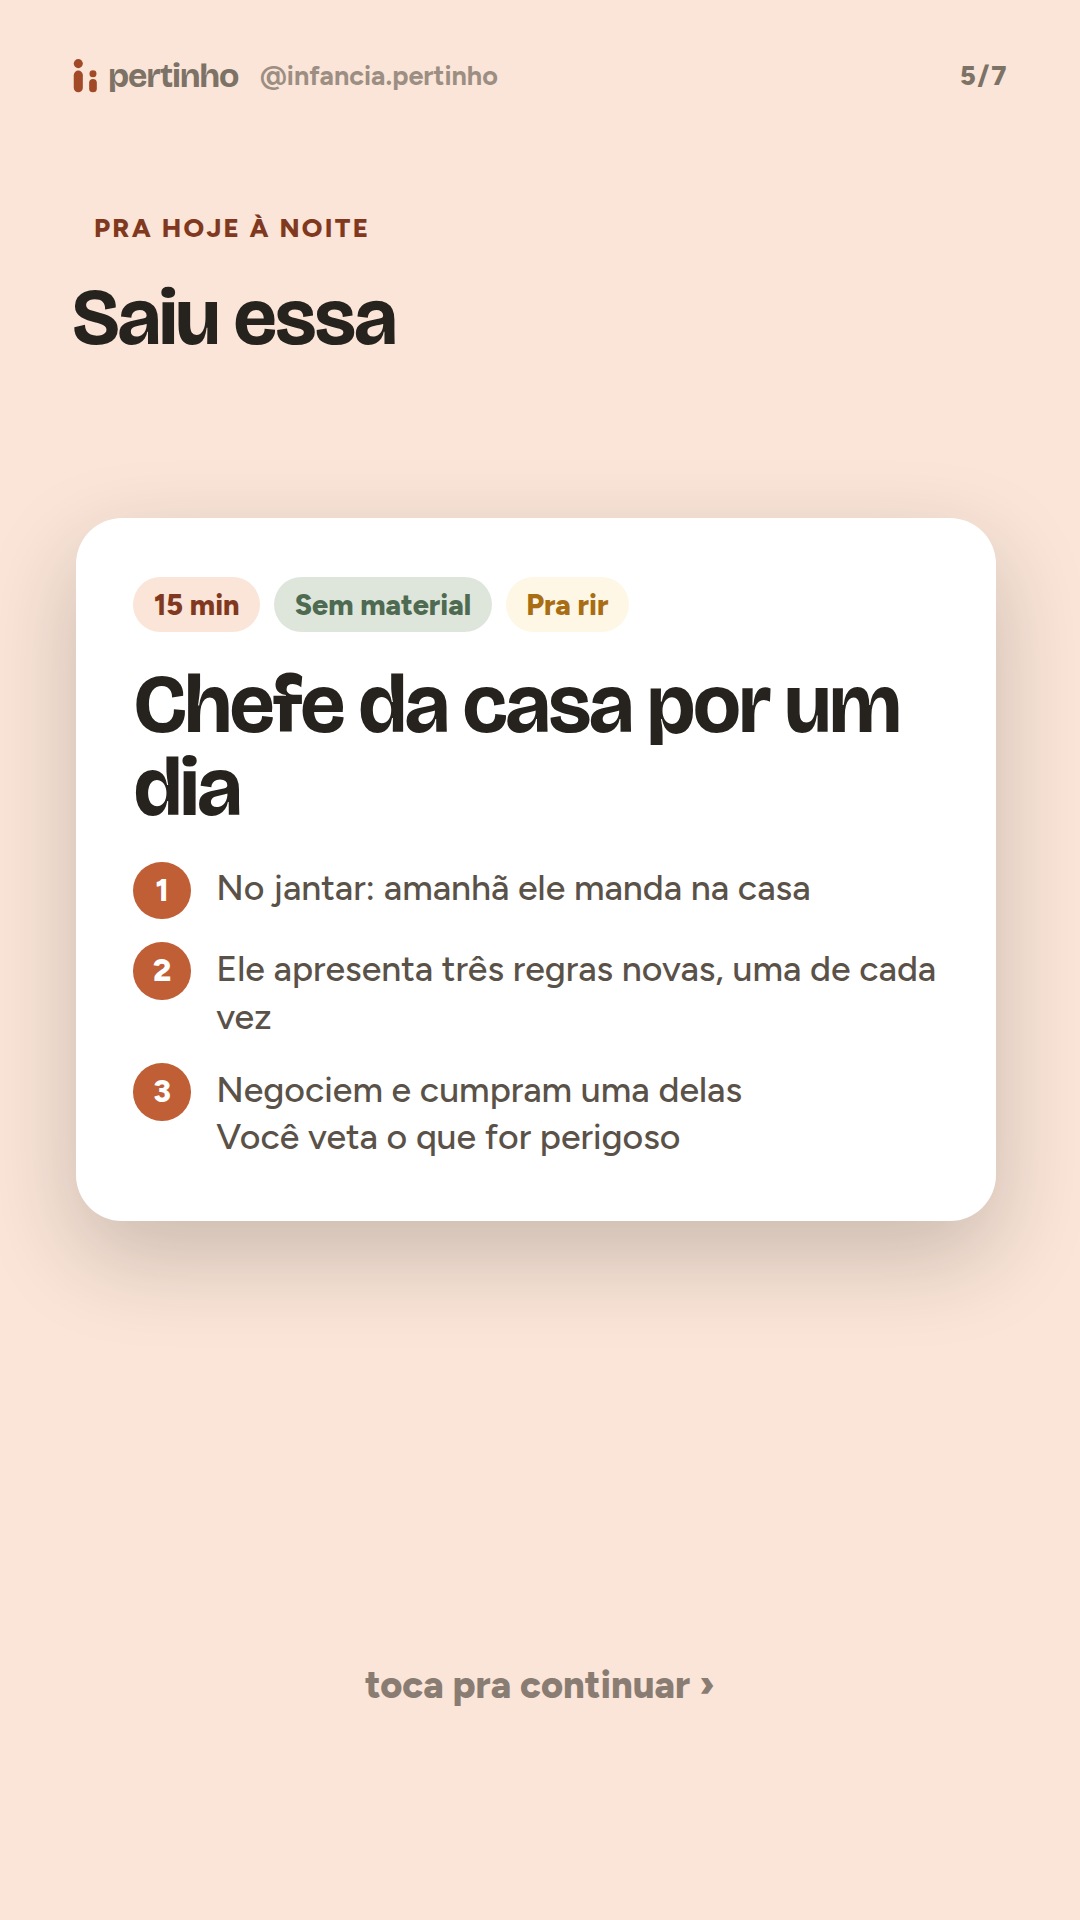 pertinho @infancia.pertinho 5/7
PRA HOJE À NOITE
Saiu essa
15 min Sem material Pra rir
Chefe da casa por um
dia
1 No jantar: amanhã ele manda na casa
2 Ele apresenta três regras novas, uma de cada
vez
3 Negociem e cumpram uma delas
Você veta o que for perigoso
toca pra continuar ›